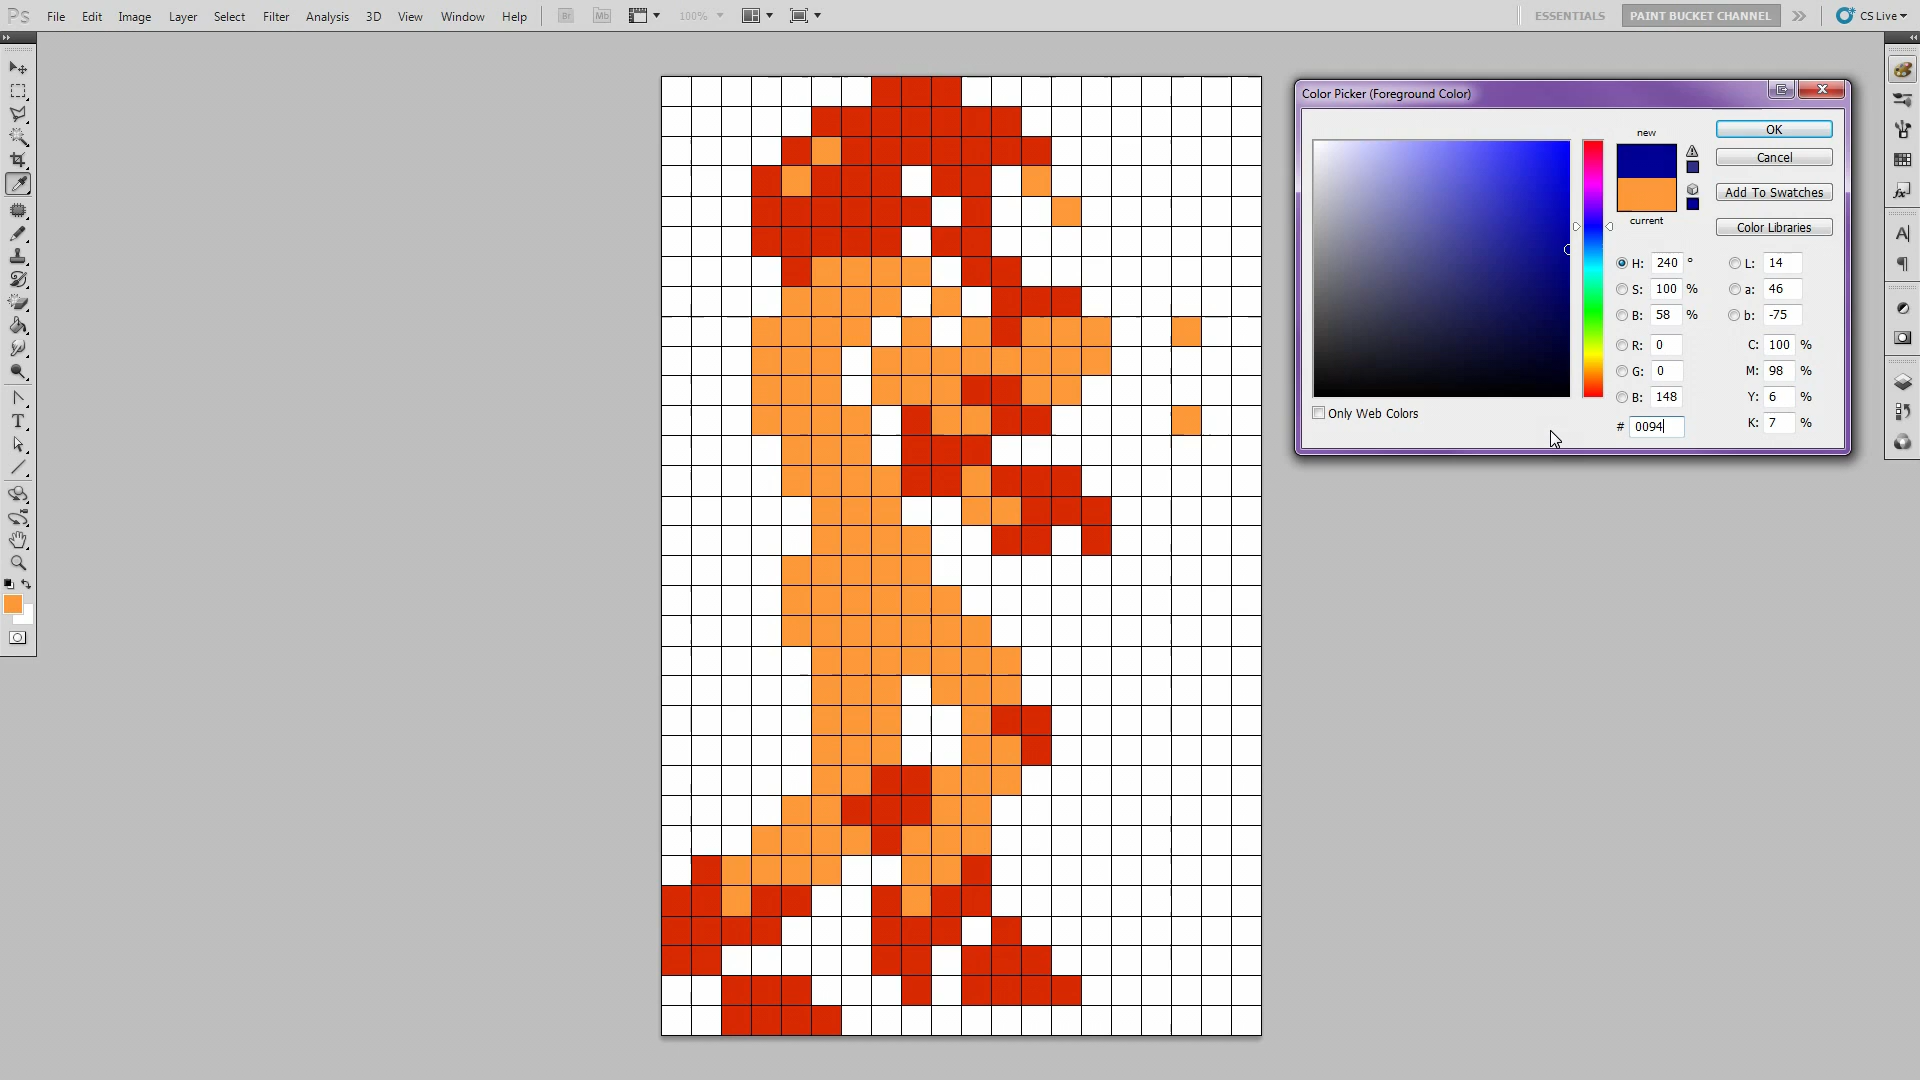 Ps File Edit Image Layer Select Filter Analysis 3D View Window Help Br Mb 100% ESSENTIALS PAINT BUCKET CHANNEL CS Live
Color Picker (Foreground Color)
new
current
OK
Cancel
Add To Swatches
Color Libraries
H: 240 ° L: 14
S: 100 % a: 46
B: 58 % b: -75
R: 0 C: 100 %
G: 0 M: 98 %
B: 148 Y: 6 %
# 0094 K: 7 %
Only Web Colors